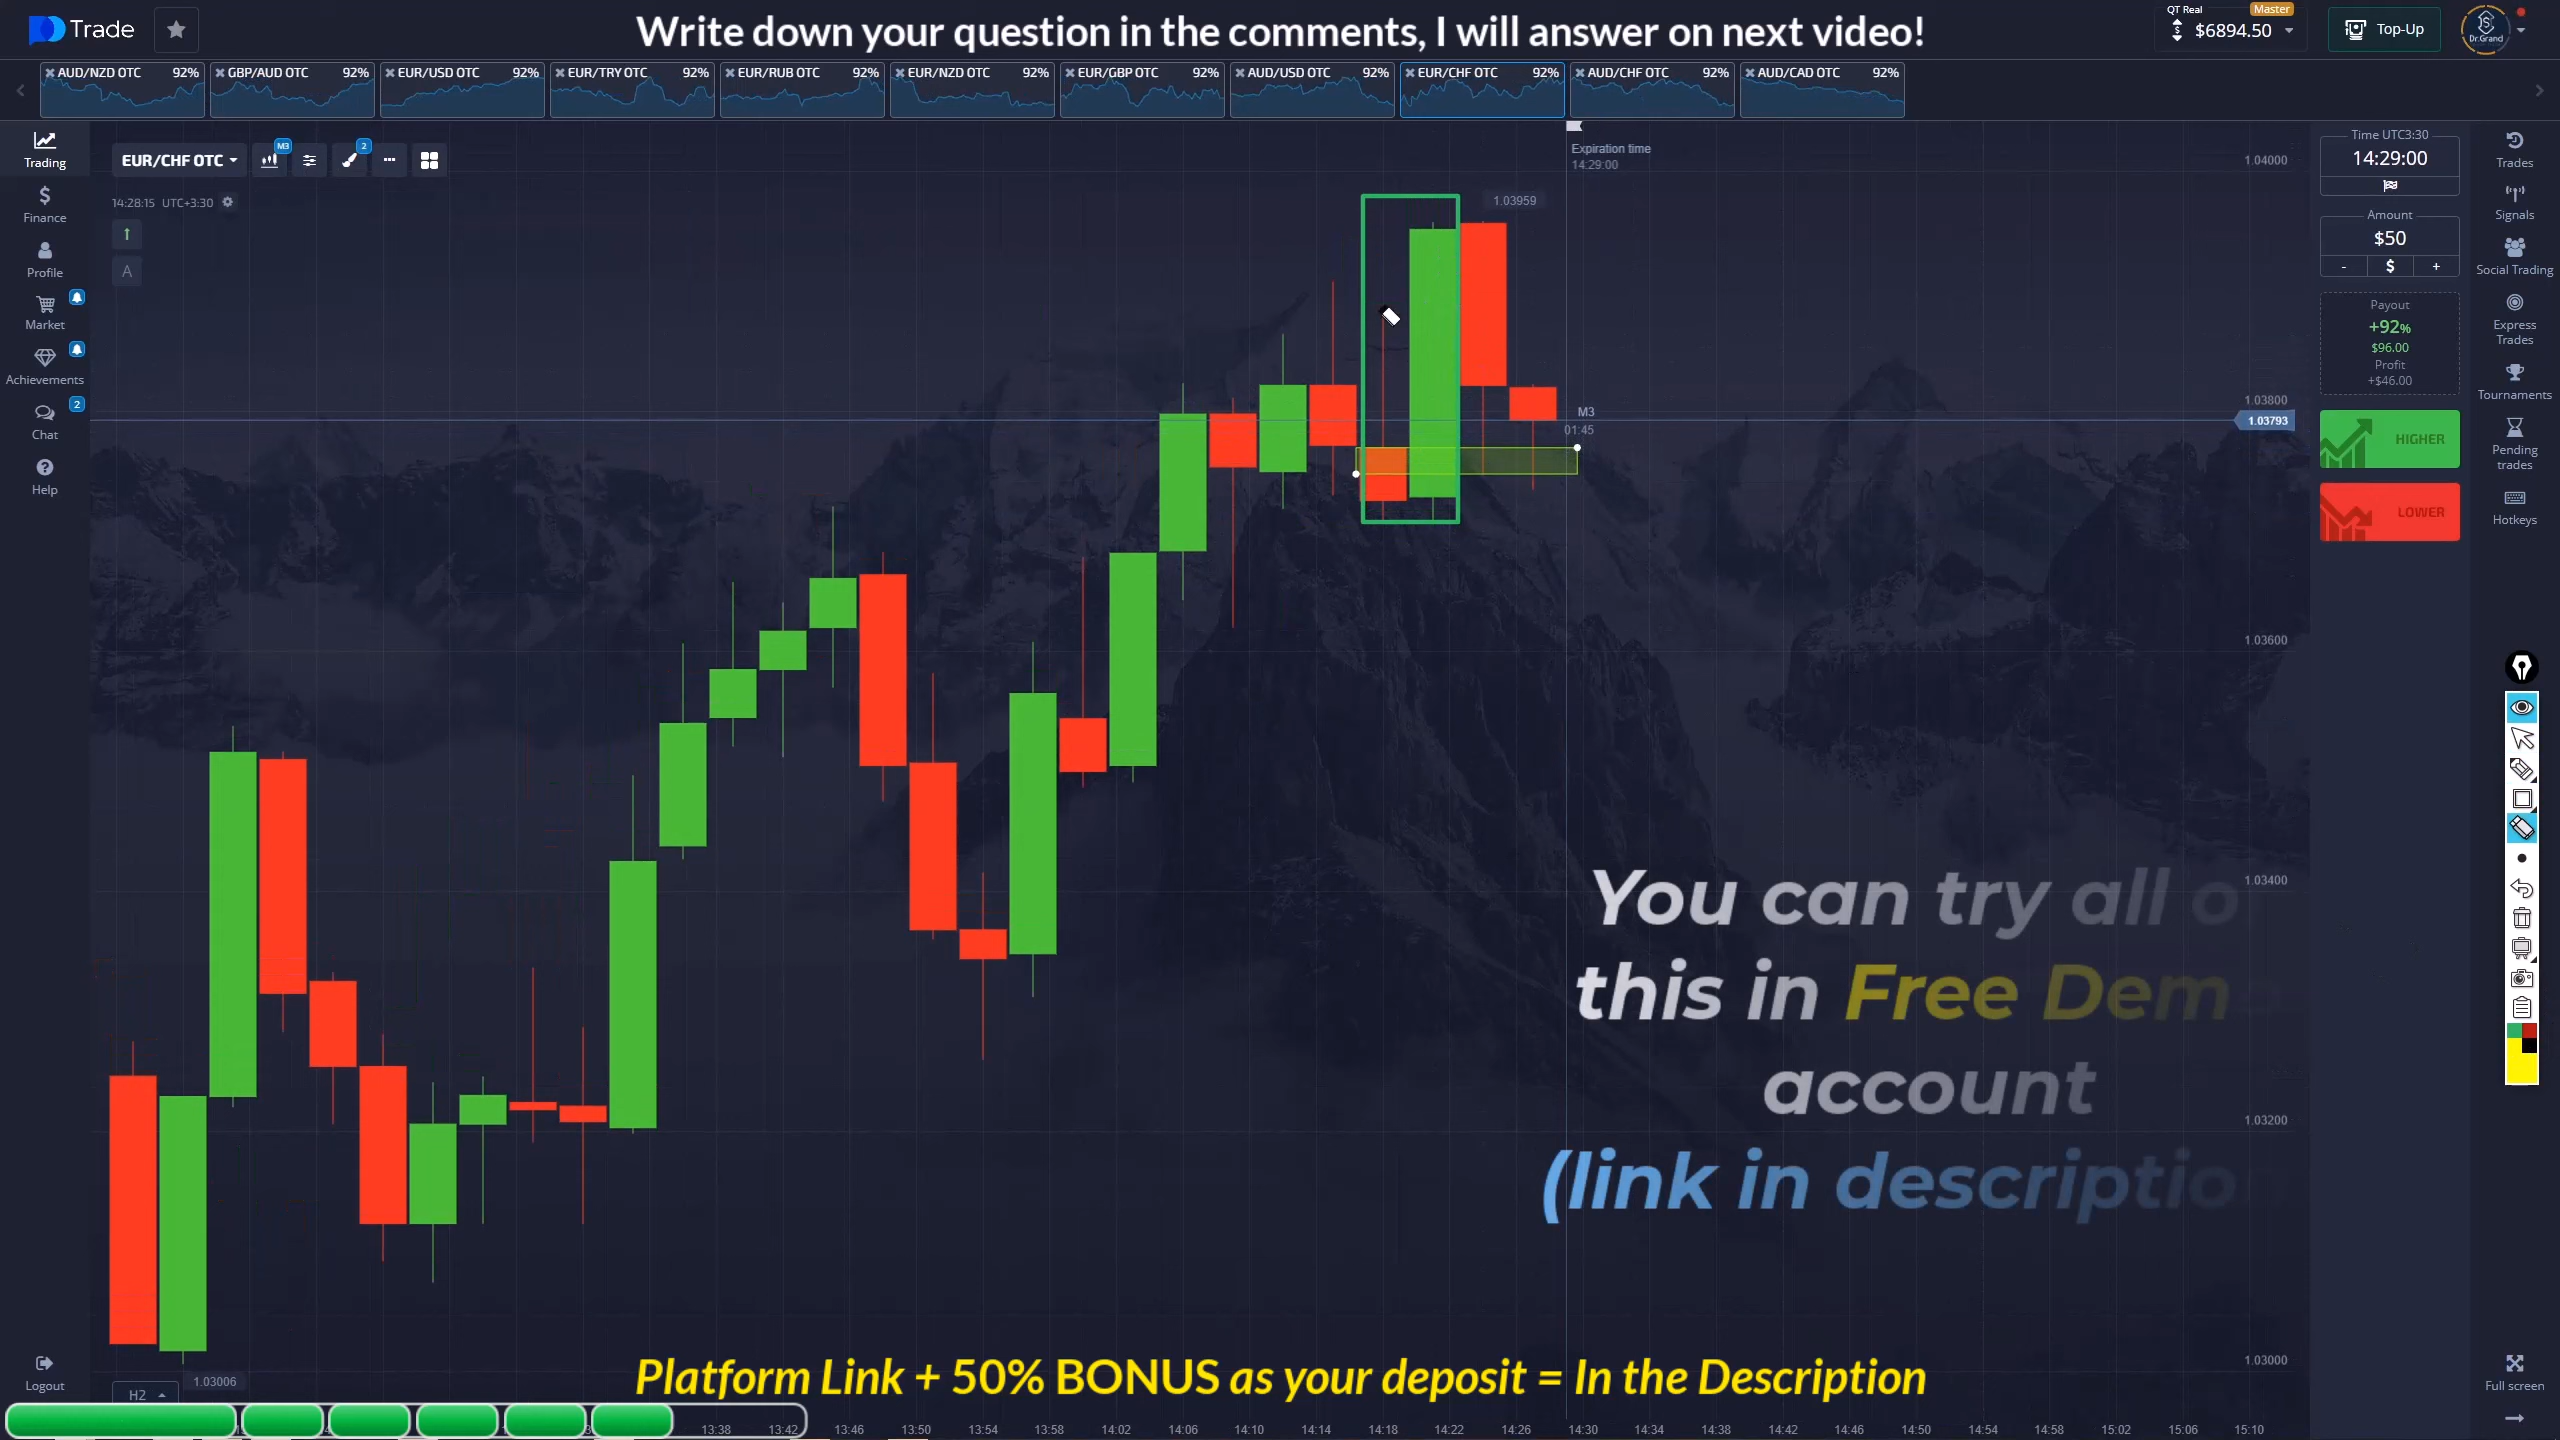 Trade
Write down your question in the comments, I will answer on next video!
QT Real
Master
$6894.50
Top-Up
Dr.Grand
AUD/NZD OTC 92%
GBP/AUD OTC 92%
EUR/USD OTC 92%
EUR/TRY OTC 92%
EUR/RUB OTC 92%
EUR/NZD OTC 92%
EUR/GBP OTC 92%
AUD/USD OTC 92%
EUR/CHF OTC 92%
AUD/CHF OTC 92%
AUD/CAD OTC 92%
Trading
Finance
Profile
Market
Achievements
2
Chat
Help
Logout
EUR/CHF OTC
M3
2
14:28:15 UTC+3:30
A
Expiration time
14:29:00
1.03959
M3
01:45
1.04000
1.03800
1.03793
1.03600
1.03400
1.03200
1.03000
1.03006
H2
Time UTC3:30
14:29:00
Amount
$50
- $ +
Payout
+92%
$96.00
Profit
+$46.00
HIGHER
LOWER
Trades
Signals
Social Trading
Express
Trades
Tournaments
Pending
trades
Hotkeys
Full screen
You can try all o
this in Free Dem
account
(link in descriptio
Platform Link + 50% BONUS as your deposit = In the Description
13:38 13:42 13:46 13:50 13:54 13:58 14:02 14:06 14:10 14:14 14:18 14:22 14:26 14:30 14:34 14:38 14:42 14:46 14:50 14:54 14:58 15:02 15:06 15:10